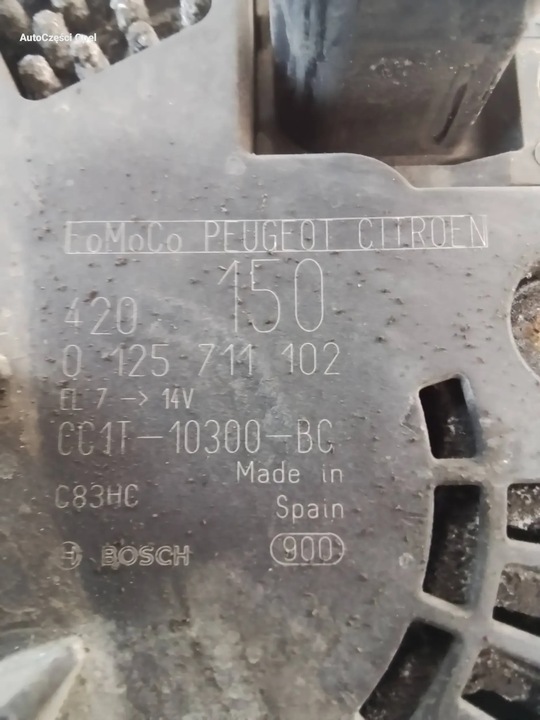 AutoCzęści Opel
FoMoCo PEUGEOT CITROEN
420 150
0 125 711 102
EL 7 -> 14V
CC1T-10300-BC
Made in
C83HC
Spain
BOSCH 900